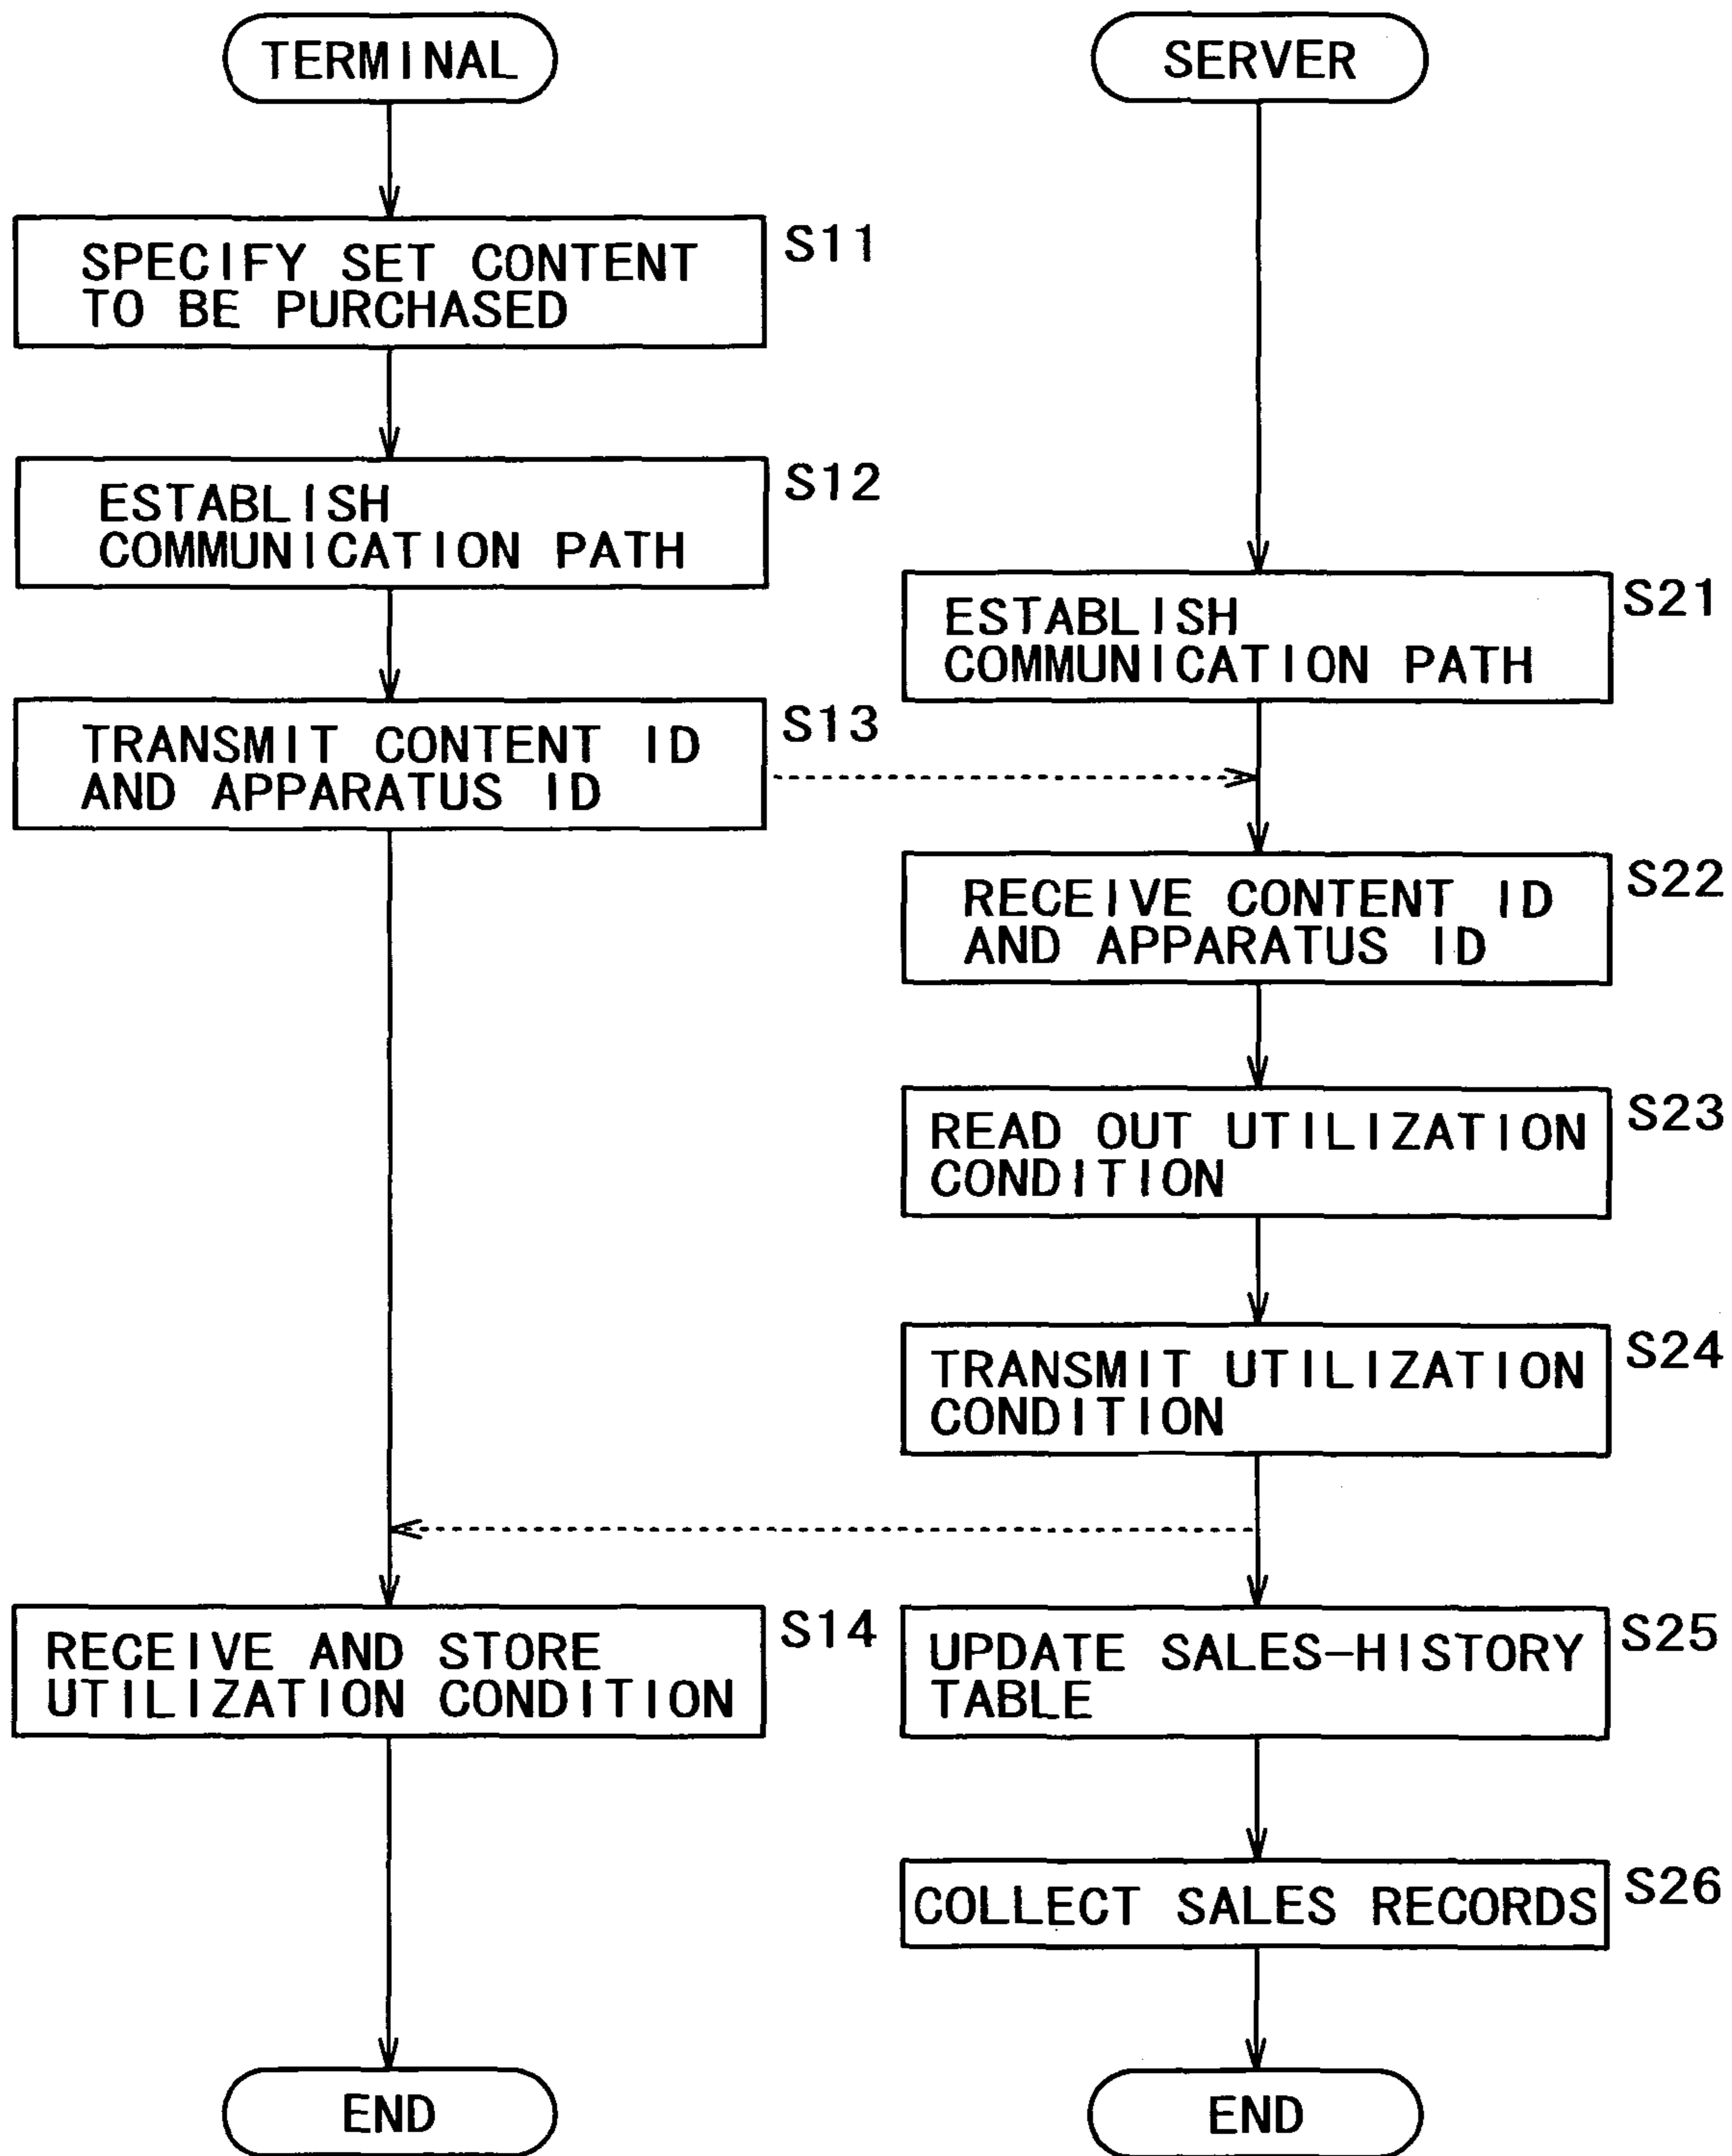 TERMINAL
SERVER
SPECIFY SET CONTENT
TO BE PURCHASED
S11
ESTABLISH
COMMUNICATION PATH
S12
ESTABLISH
COMMUNICATION PATH
S21
TRANSMIT CONTENT ID
AND APPARATUS ID
S13
RECEIVE CONTENT ID
AND APPARATUS ID
S22
READ OUT UTILIZATION
CONDITION
S23
TRANSMIT UTILIZATION
CONDITION
S24
RECEIVE AND STORE
UTILIZATION CONDITION
S14
UPDATE SALES-HISTORY
TABLE
S25
COLLECT SALES RECORDS
S26
END
END